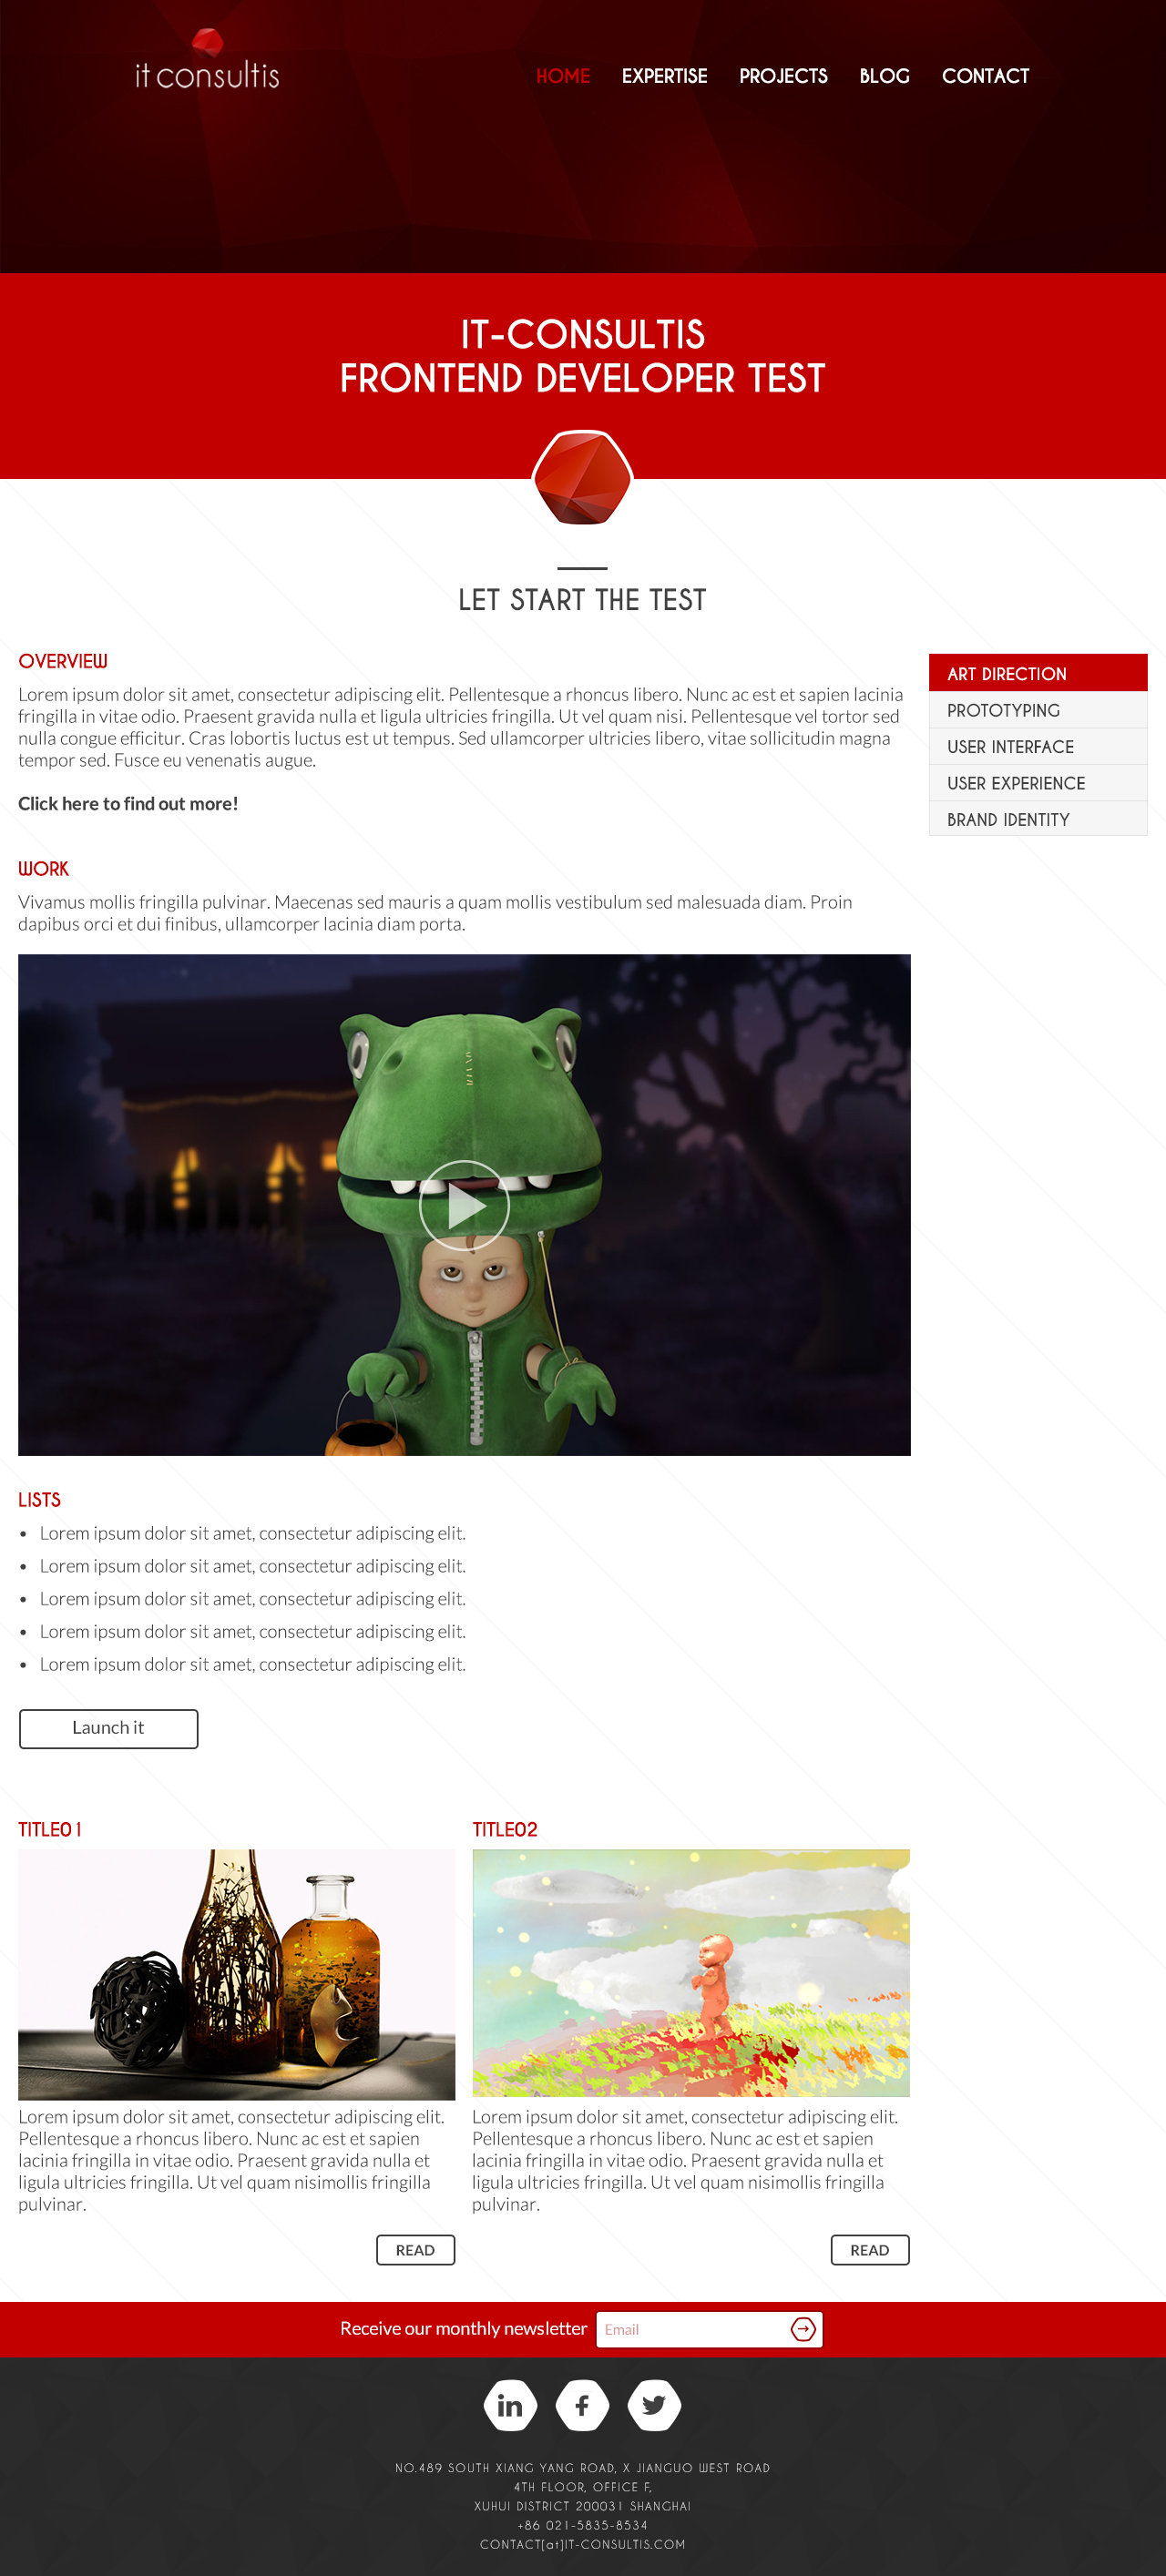 it consultis
HOME EXPERTISE PROJECTS BLOG CONTACT
IT-CONSULTIS
FRONTEND DEVELOPER TEST
LET START THE TEST
OVERVIEW
Lorem ipsum dolor sit amet, consectetur adipiscing elit. Pellentesque a rhoncus libero. Nunc ac est et sapien lacinia
fringilla in vitae odio. Praesent gravida nulla et ligula ultricies fringilla. Ut vel quam nisi. Pellentesque vel tortor sed
nulla congue efficitur. Cras lobortis luctus est ut tempus. Sed ullamcorper ultricies libero, vitae sollicitudin magna
tempor sed. Fusce eu venenatis augue.
Click here to find out more!
ART DIRECTION
PROTOTYPING
USER INTERFACE
USER EXPERIENCE
BRAND IDENTITY
WORK
Vivamus mollis fringilla pulvinar. Maecenas sed mauris a quam mollis vestibulum sed malesuada diam. Proin
dapibus orci et dui finibus, ullamcorper lacinia diam porta.
LISTS
• Lorem ipsum dolor sit amet, consectetur adipiscing elit.
• Lorem ipsum dolor sit amet, consectetur adipiscing elit.
• Lorem ipsum dolor sit amet, consectetur adipiscing elit.
• Lorem ipsum dolor sit amet, consectetur adipiscing elit.
• Lorem ipsum dolor sit amet, consectetur adipiscing elit.
Launch it
TITLE01
Lorem ipsum dolor sit amet, consectetur adipiscing elit.
Pellentesque a rhoncus libero. Nunc ac est et sapien
lacinia fringilla in vitae odio. Praesent gravida nulla et
ligula ultricies fringilla. Ut vel quam nisimollis fringilla
pulvinar.
READ
TITLE02
Lorem ipsum dolor sit amet, consectetur adipiscing elit.
Pellentesque a rhoncus libero. Nunc ac est et sapien
lacinia fringilla in vitae odio. Praesent gravida nulla et
ligula ultricies fringilla. Ut vel quam nisimollis fringilla
pulvinar.
READ
Receive our monthly newsletter Email
in f
NO.489 SOUTH XIANG YANG ROAD, X JIANGUO WEST ROAD
4TH FLOOR, OFFICE F,
XUHUI DISTRICT 200031 SHANGHAI
+86 021-5835-8534
CONTACT[at]IT-CONSULTIS.COM